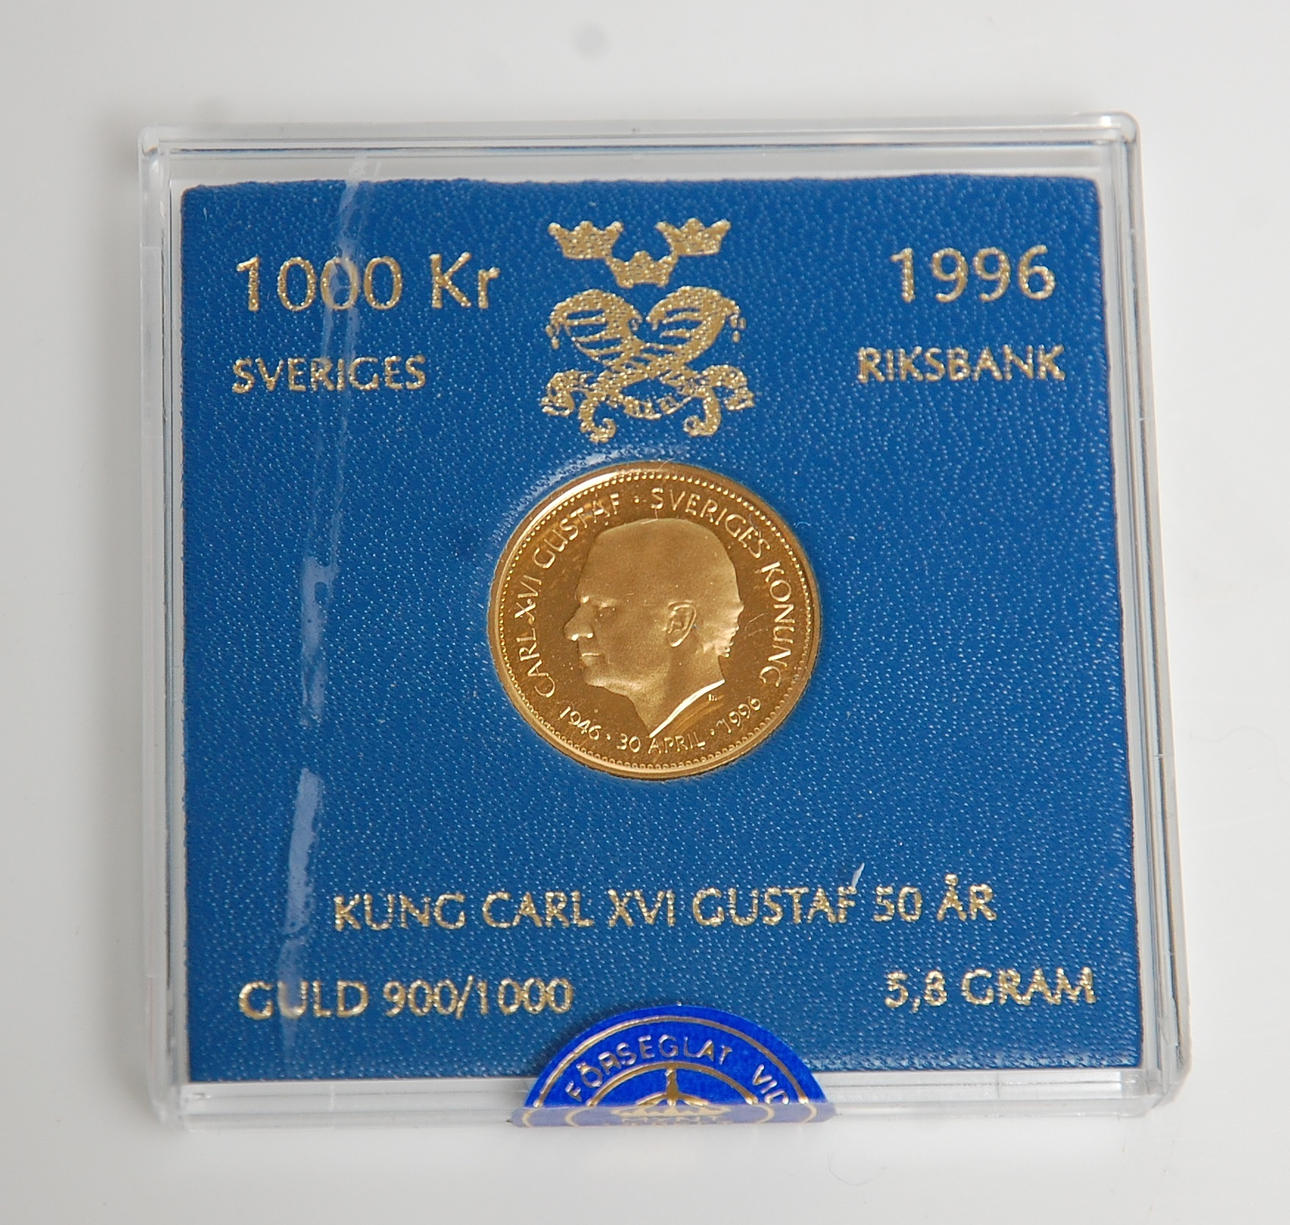 1000 Kr 1996
SVERIGES RIKSBANK
CARL XVI GUSTAF · SVERIGES KONUNG
1946 · 30 APRIL · 1996
KUNG CARL XVI GUSTAF 50 ÅR
GULD 900/1000 5,8 GRAM
FÖRSEGLAT VID